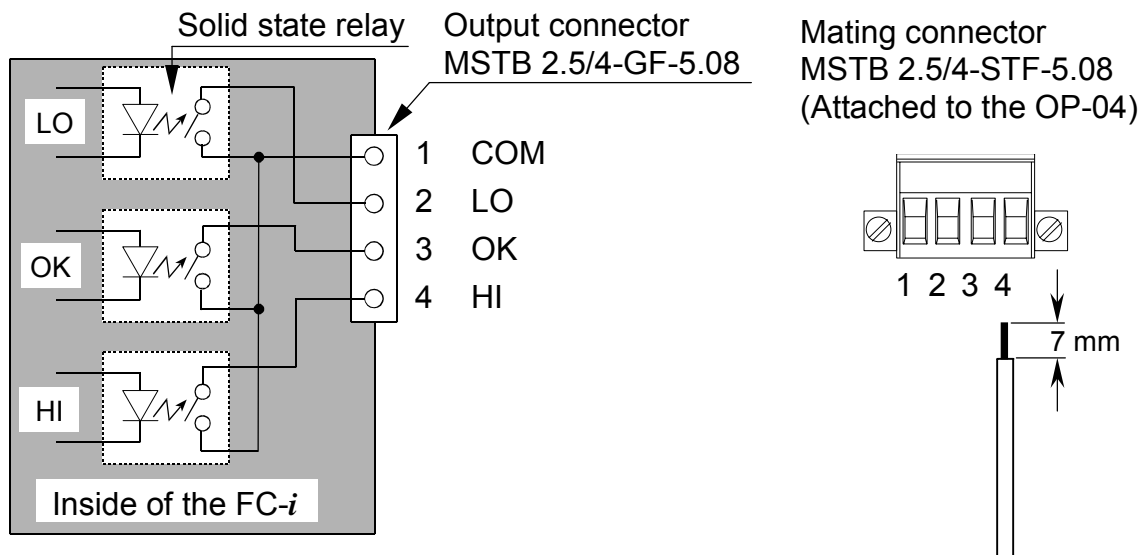 Solid state relay
Output connector
MSTB 2.5/4-GF-5.08
Mating connector
MSTB 2.5/4-STF-5.08
(Attached to the OP-04)
LO
OK
HI
1 COM
2 LO
3 OK
4 HI
1 2 3 4
7 mm
Inside of the FC-i